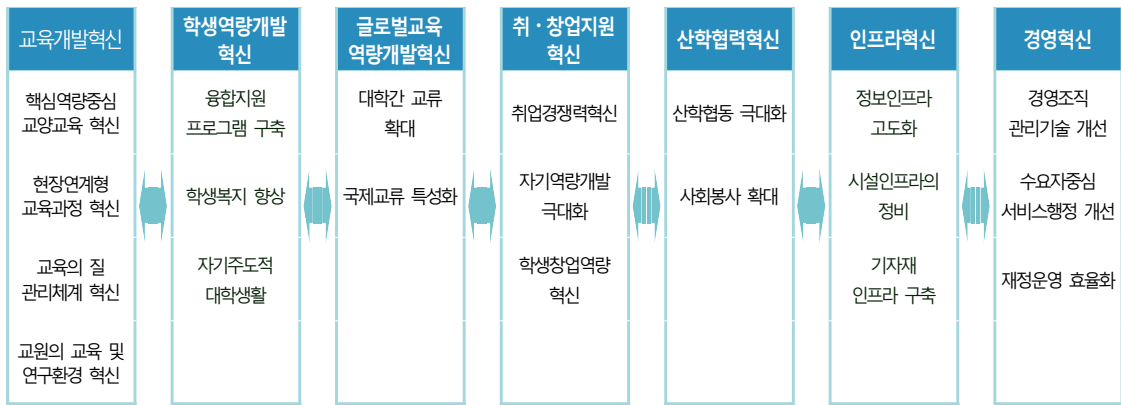 교육개발혁신
핵심역량중심
교양교육 혁신
현장연계형
교육과정 혁신
교육의 질
관리체계 혁신
교원의 교육 및
연구환경 혁신
학생역량개발
혁신
융합지원
프로그램 구축
학생복지 향상
자기주도적
대학생활
글로벌교육
역량개발혁신
대학간 교류
확대
국제교류 특성화
취 · 창업지원
혁신
취업경쟁력혁신
자기역량개발
극대화
학생창업역량
혁신
산학협력혁신
산학협동 극대화
사회봉사 확대
인프라혁신
정보인프라
고도화
시설인프라의
정비
기자재
인프라 구축
경영혁신
경영조직
관리기술 개선
수요자중심
서비스행정 개선
재정운영 효율화